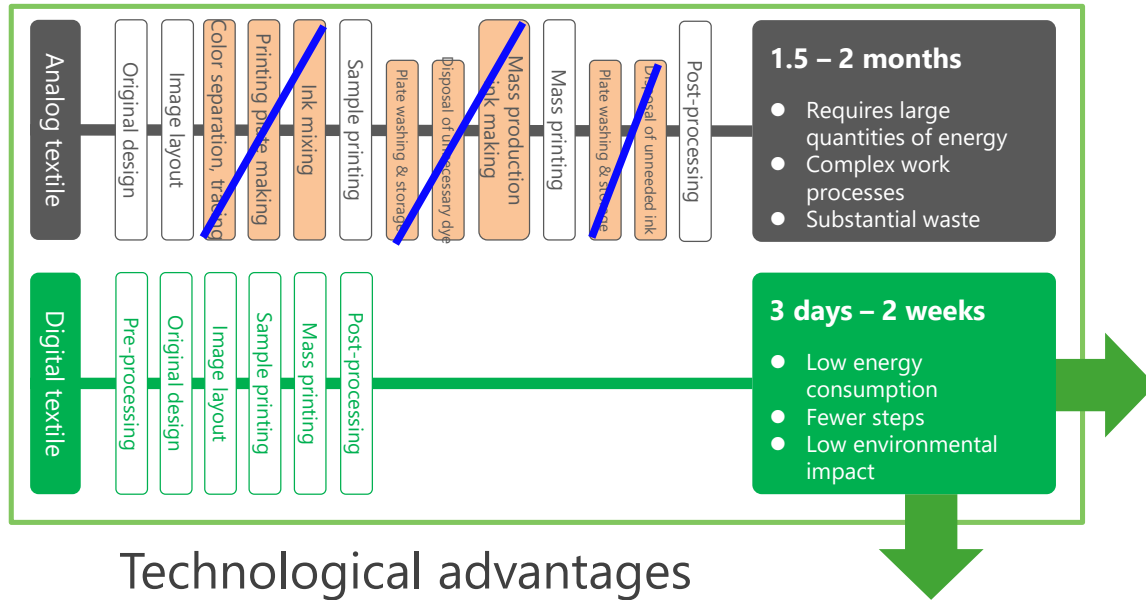 Analog textile
Original design
Image layout
Color separation, tracing
Printing plate making
Ink mixing
Sample printing
Plate washing & storage
Disposal of unnecessary dye
Mass production
ink making
Mass printing
Plate washing & storage
Disposal of unneeded ink
Post-processing
1.5 – 2 months
● Requires large
quantities of energy
● Complex work
processes
● Substantial waste
Digital textile
Pre-processing
Original design
Image layout
Sample printing
Mass printing
Post-processing
3 days – 2 weeks
● Low energy
consumption
● Fewer steps
● Low environmental
impact
Technological advantages